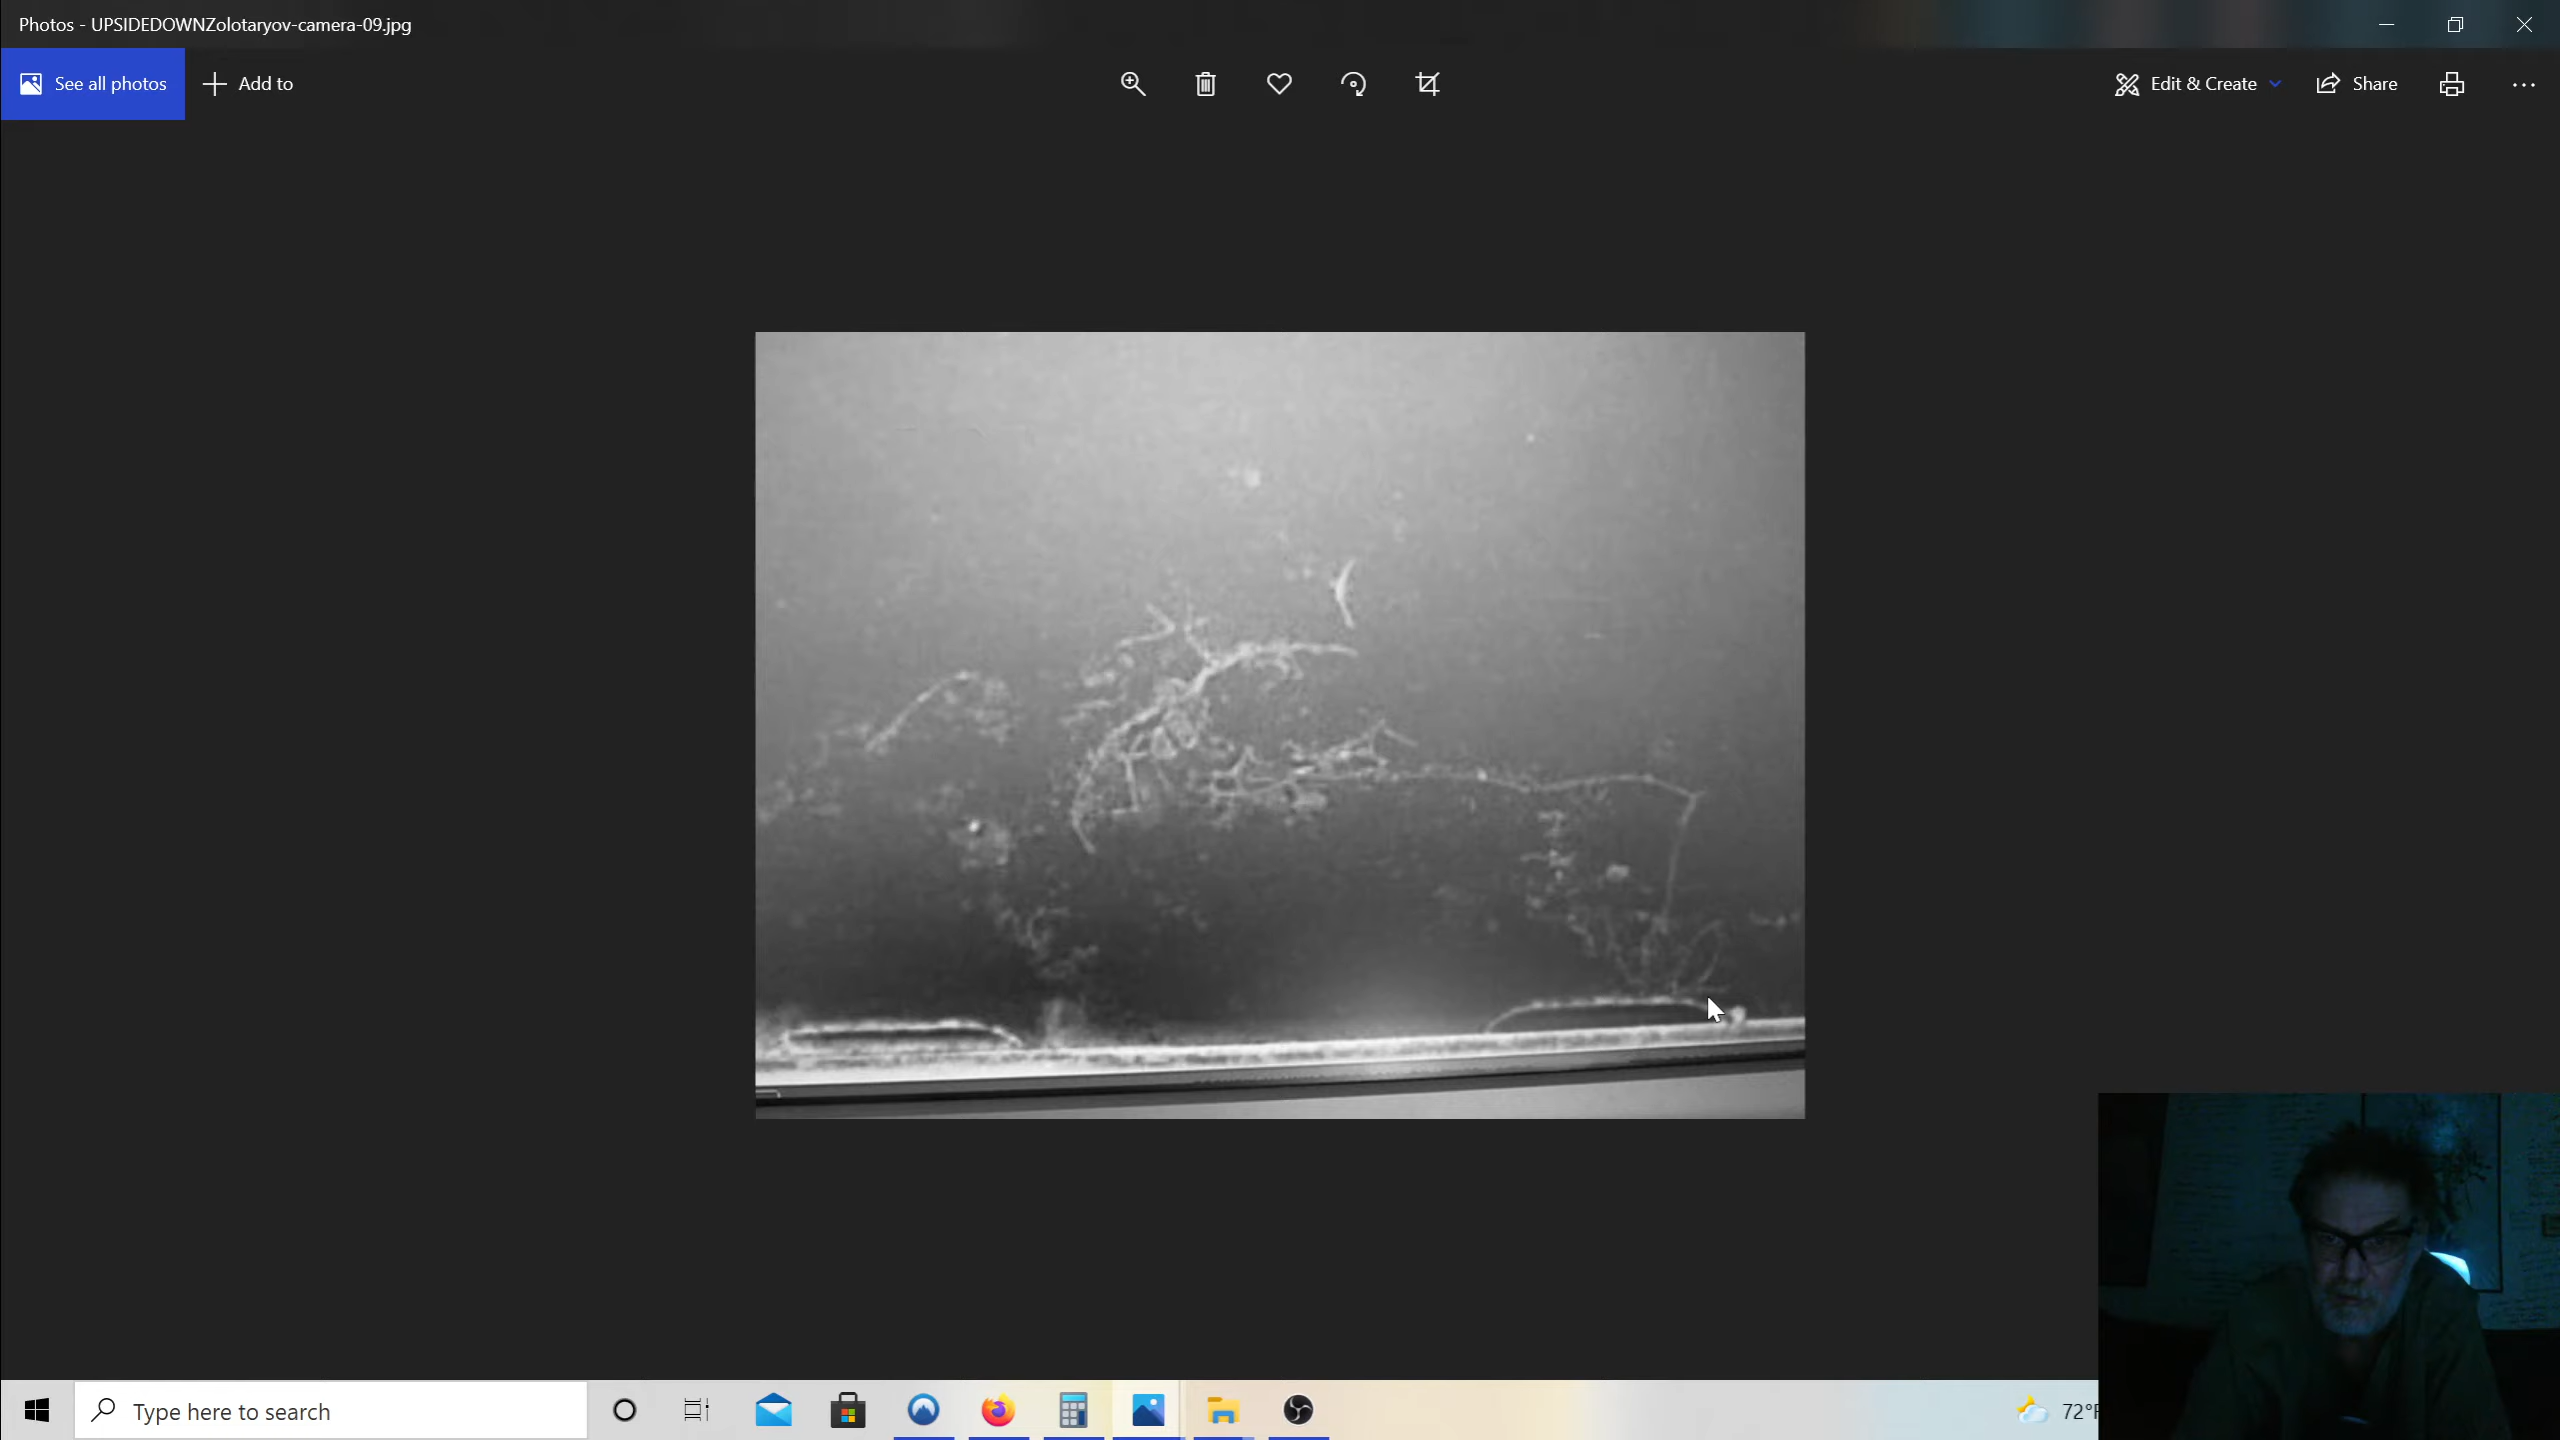 Photos - UPSIDEDOWNZolotaryov-camera-09.jpg
See all photos
Add to
Edit & Create
Share
Type here to search
72°F